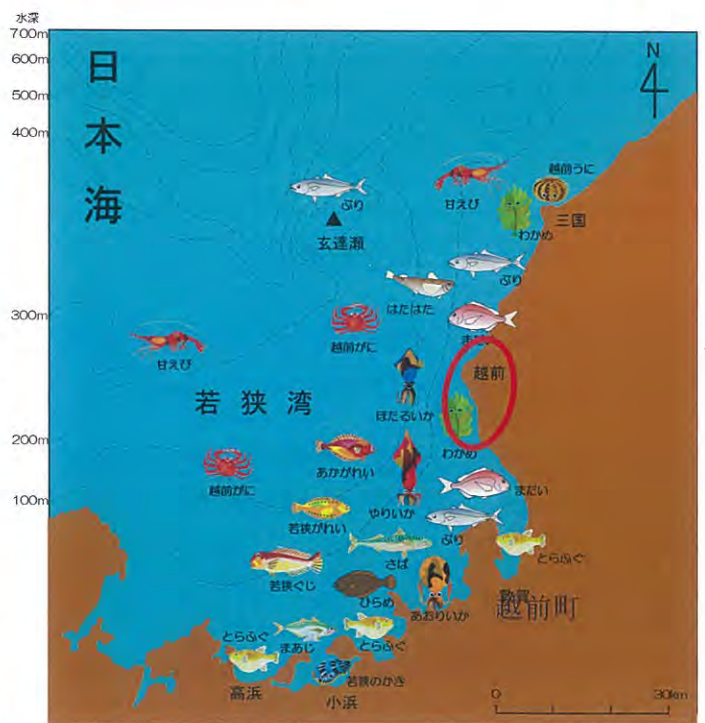 水深
700m
600m
500m
400m
300m
200m
100m
日本海
N
ぶり
玄達瀬
甘えび
越前うに
わかめ
三国
ぶり
はたはた
まだい
越前がに
甘えび
越前
ほたるいか
若狭湾
わかめ
あかがれい
越前がに
ゆりいか
まだい
若狭がれい
ぶり
さば
とらふぐ
若狭ぐじ
ひらめ
あおりいか
敦賀
越前町
とらふぐ
まあじ
とらふぐ
若狭のかき
高浜
小浜
0
30km